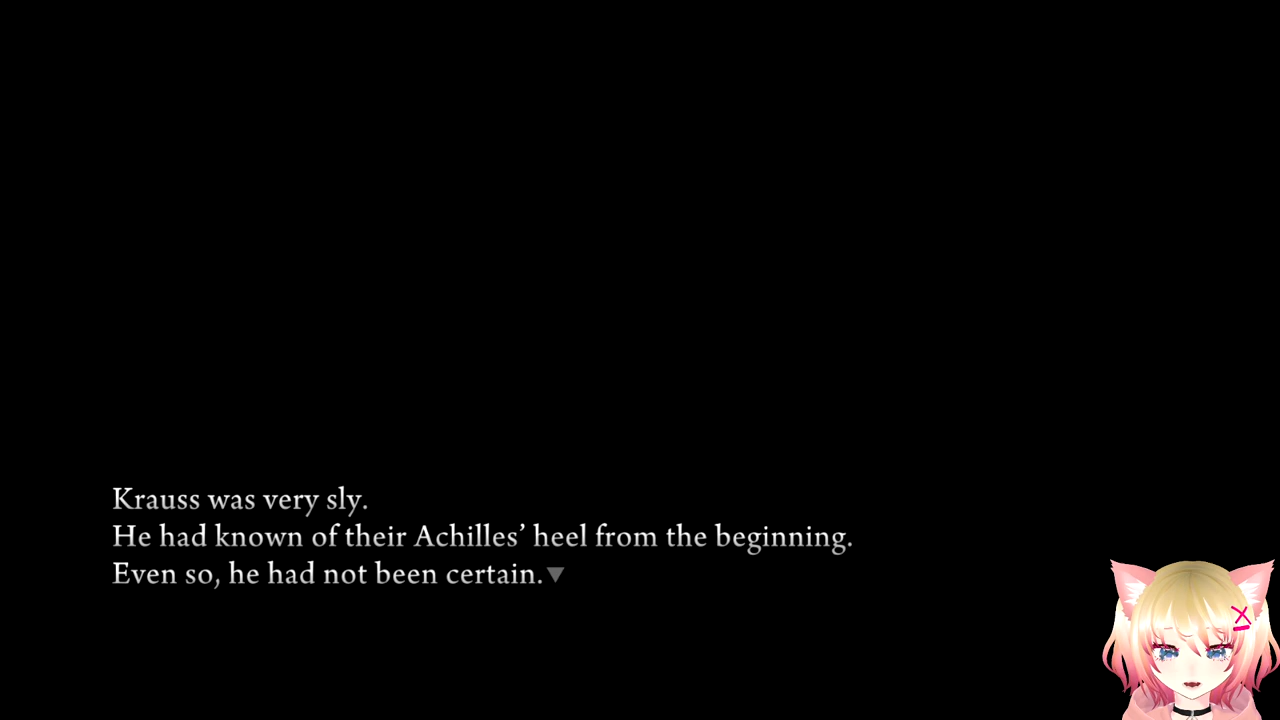 Krauss was very sly.
He had known of their Achilles’ heel from the beginning.
Even so, he had not been certain.